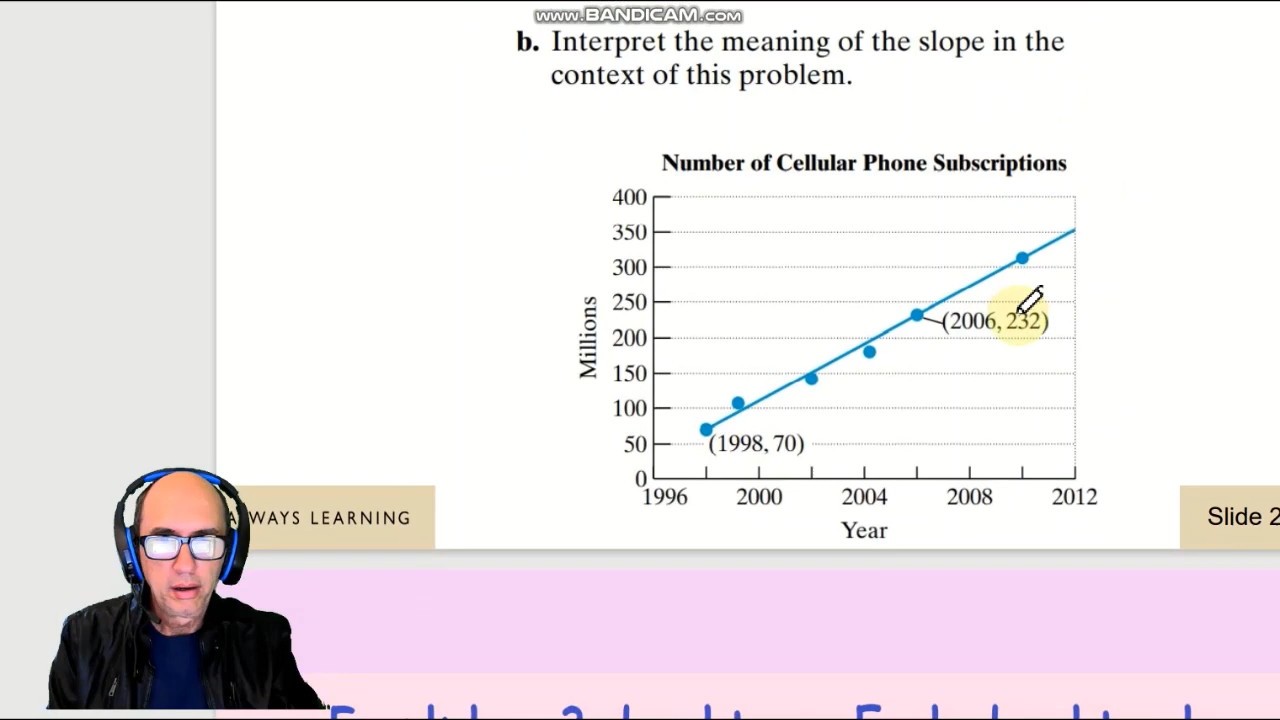 www.BANDICAM.com
b. Interpret the meaning of the slope in the
context of this problem.
Number of Cellular Phone Subscriptions
400
350
300
250
200
150
100
50
0
Millions
(2006, 232)
(1998, 70)
1996 2000 2004 2008 2012
Year
WAYS LEARNING
Slide 2